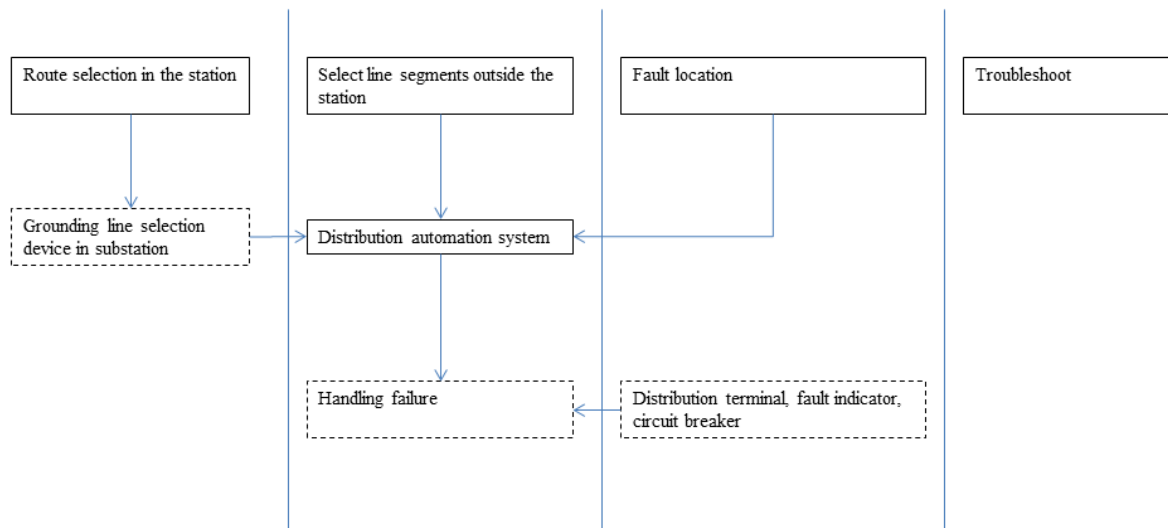 Route selection in the station
Select line segments outside the
station
Fault location
Troubleshoot
Grounding line selection
device in substation
Distribution automation system
Handling failure
Distribution terminal, fault indicator,
circuit breaker